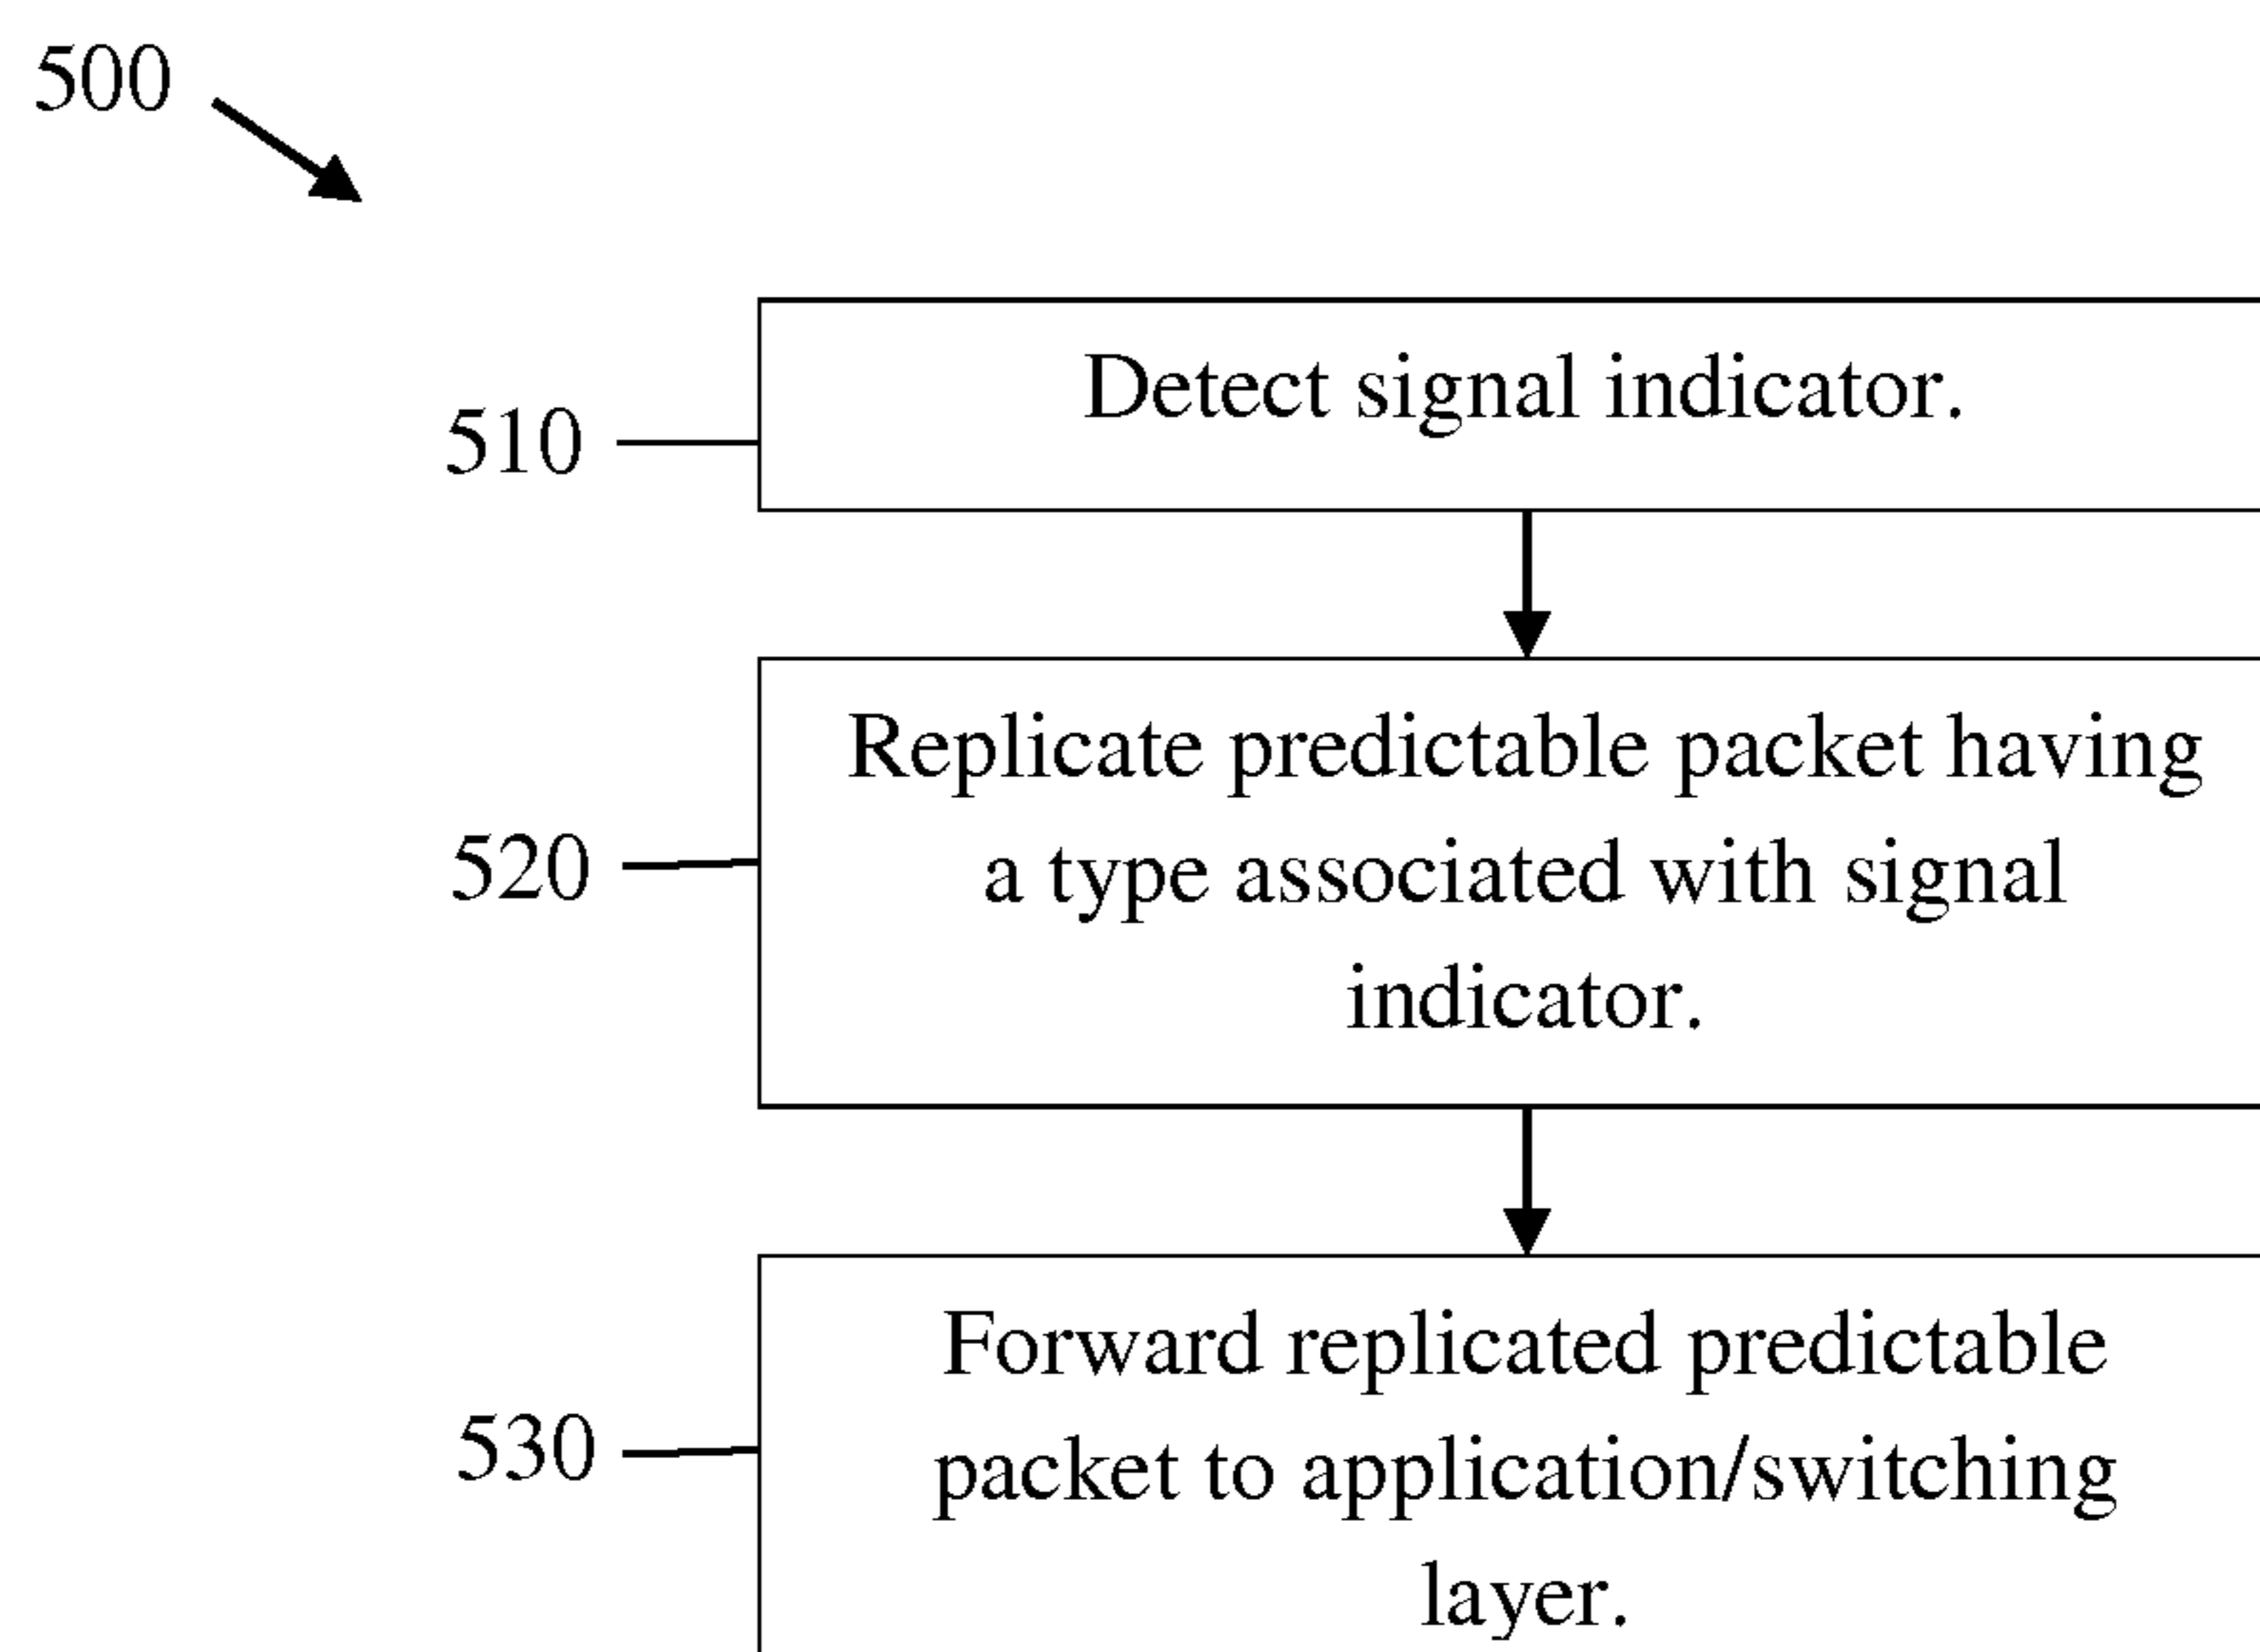 500
510
Detect signal indicator.
520
Replicate predictable packet having
a type associated with signal
indicator.
530
Forward replicated predictable
packet to application/switching
layer.